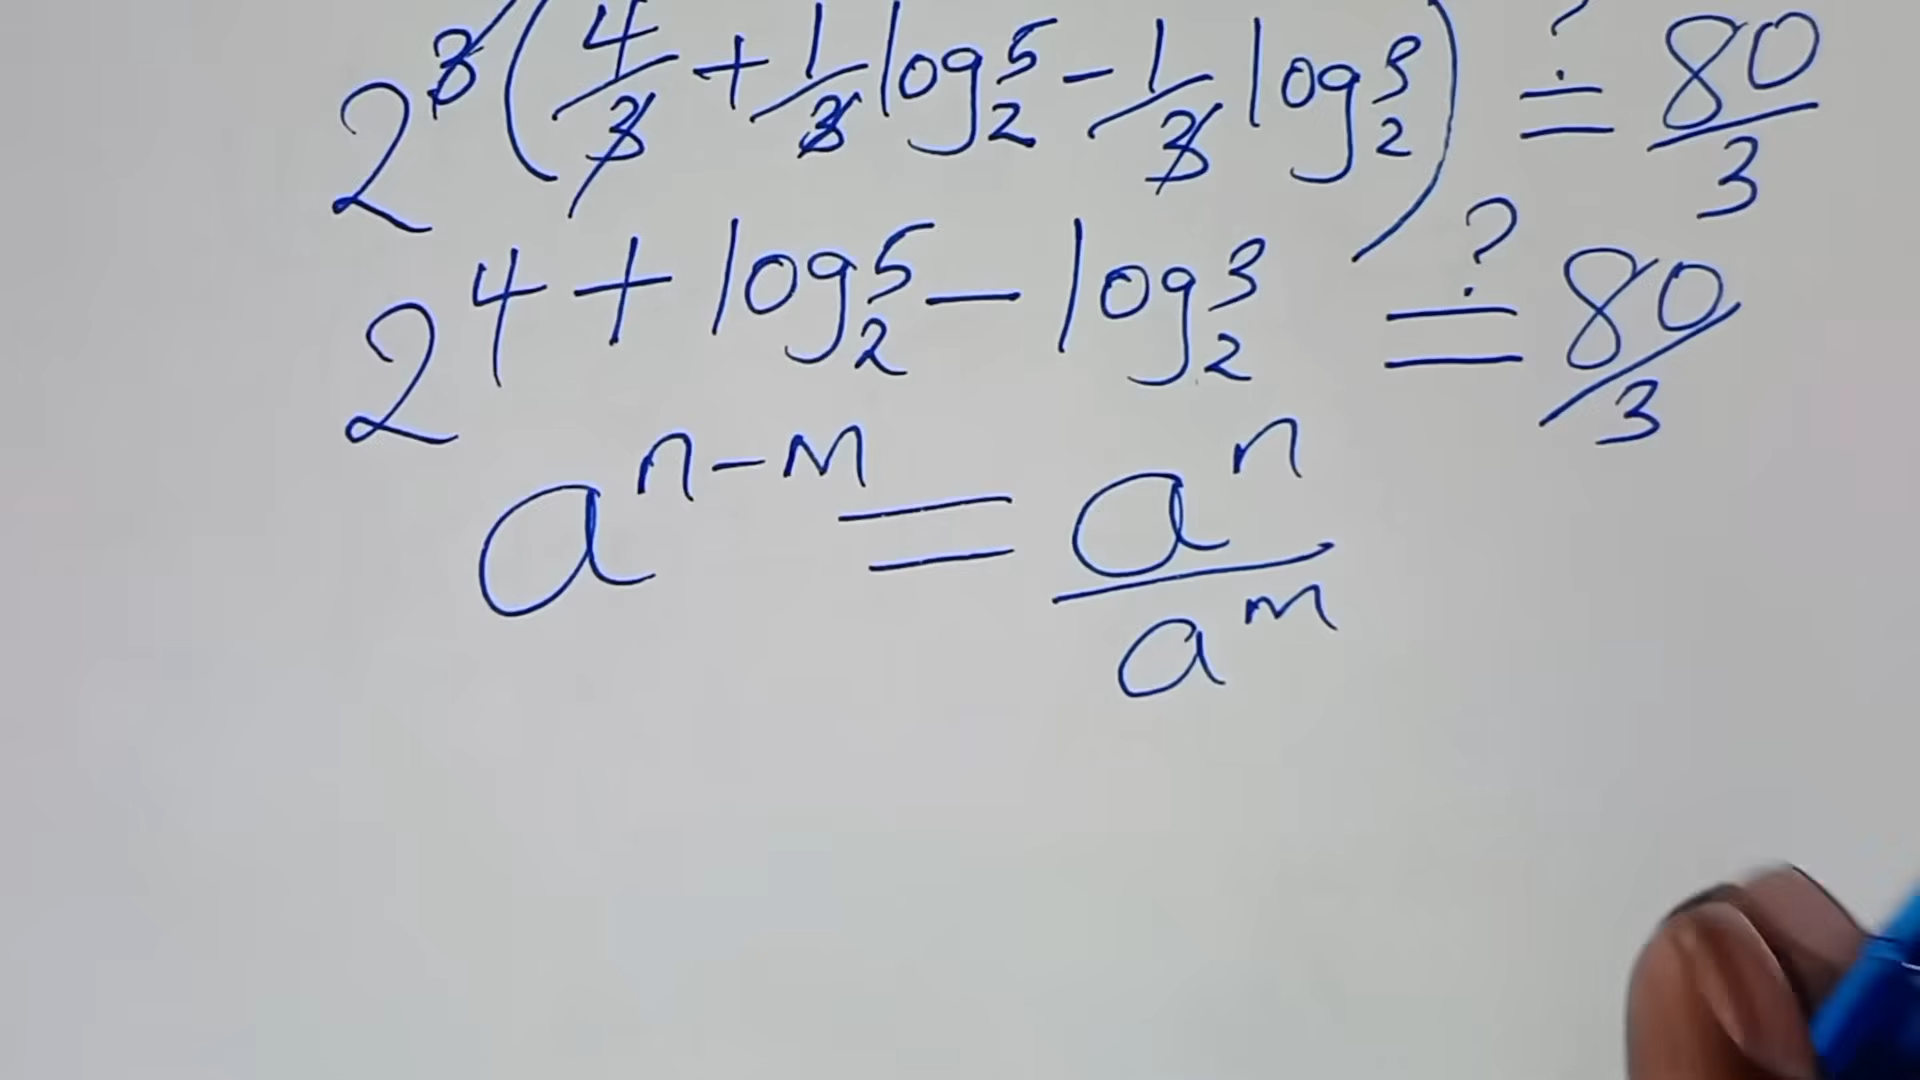 2^3(4/3 + 1/3 log_2 5 - 1/3 log_2 3) ≟ 80/3
2^(4 + log_2 5 - log_2 3) ≟ 80/3
a^(n-m) = a^n/a^m